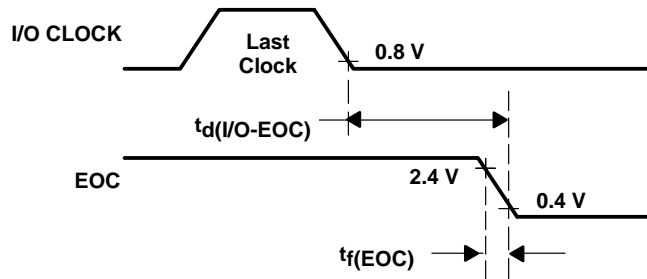 I/O CLOCK
Last
Clock
0.8 V
td(I/O-EOC)
EOC
2.4 V
0.4 V
tf(EOC)